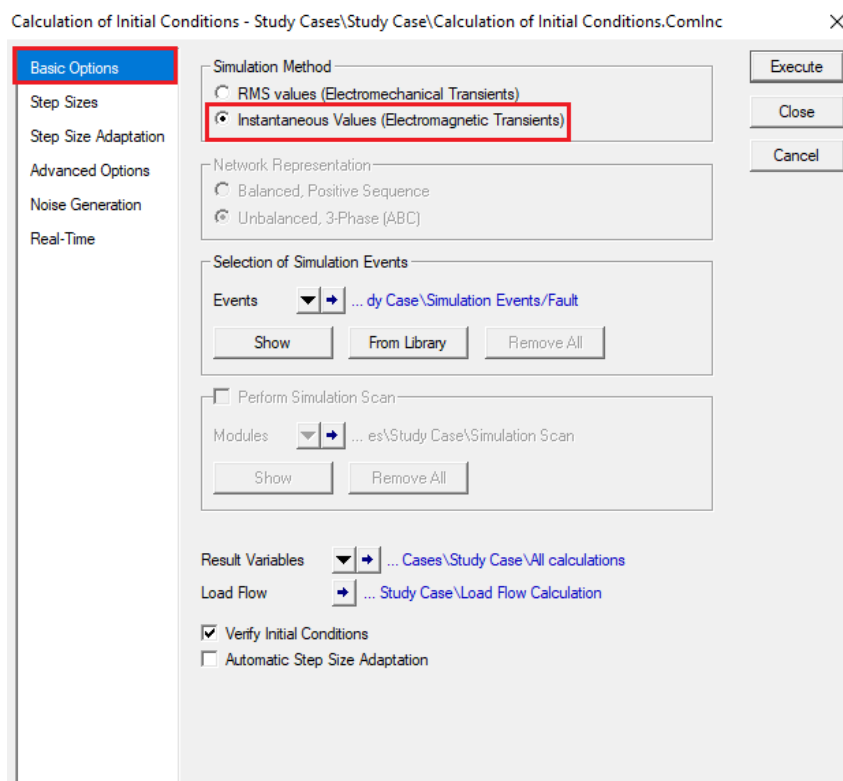 Calculation of Initial Conditions - Study Cases\Study Case\Calculation of Initial Conditions.ComInc
Basic Options
Step Sizes
Step Size Adaptation
Advanced Options
Noise Generation
Real-Time
Simulation Method
RMS values (Electromechanical Transients)
Instantaneous Values (Electromagnetic Transients)
Network Representation
Balanced, Positive Sequence
Unbalanced, 3-Phase (ABC)
Selection of Simulation Events
Events ... dy Case\Simulation Events/Fault
Show From Library Remove All
Perform Simulation Scan
Modules ... es\Study Case\Simulation Scan
Show Remove All
Result Variables ... Cases\Study Case\All calculations
Load Flow ... Study Case\Load Flow Calculation
Verify Initial Conditions
Automatic Step Size Adaptation
Execute
Close
Cancel